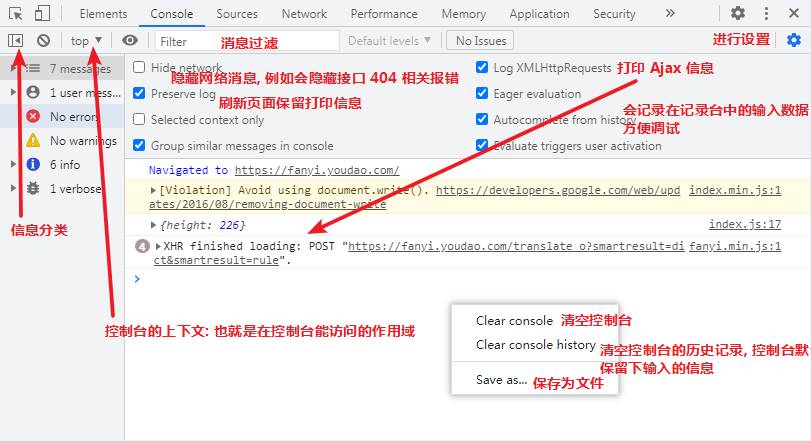 Elements Console Sources Network Performance Memory Application Security
top Filter 消息过滤 Default levels No Issues 进行设置
7 messages
1 user mess...
No errors
No warnings
6 info
1 verbose
信息分类
Hide network
隐藏网络消息, 例如会隐藏接口 404 相关报错
Preserve log
刷新页面保留打印信息
Selected context only
Group similar messages in console
Log XMLHttpRequests 打印 Ajax 信息
Eager evaluation
会记录在记录台中的输入数据
方便调试
Autocomplete from history
Evaluate triggers user activation
Navigated to https://fanyi.youdao.com/
[Violation] Avoid using document.write(). https://developers.google.com/web/upd index.min.js:1
ates/2016/08/removing-document-write
{height: 226} index.js:17
4 XHR finished loading: POST "https://fanyi.youdao.com/translate_o?smartresult=di fanyi.min.js:1
ct&smartresult=rule".
控制台的上下文: 也就是在控制台能访问的作用域
Clear console 清空控制台
Clear console history 清空控制台的历史记录, 控制台默
保留下输入的信息
Save as... 保存为文件